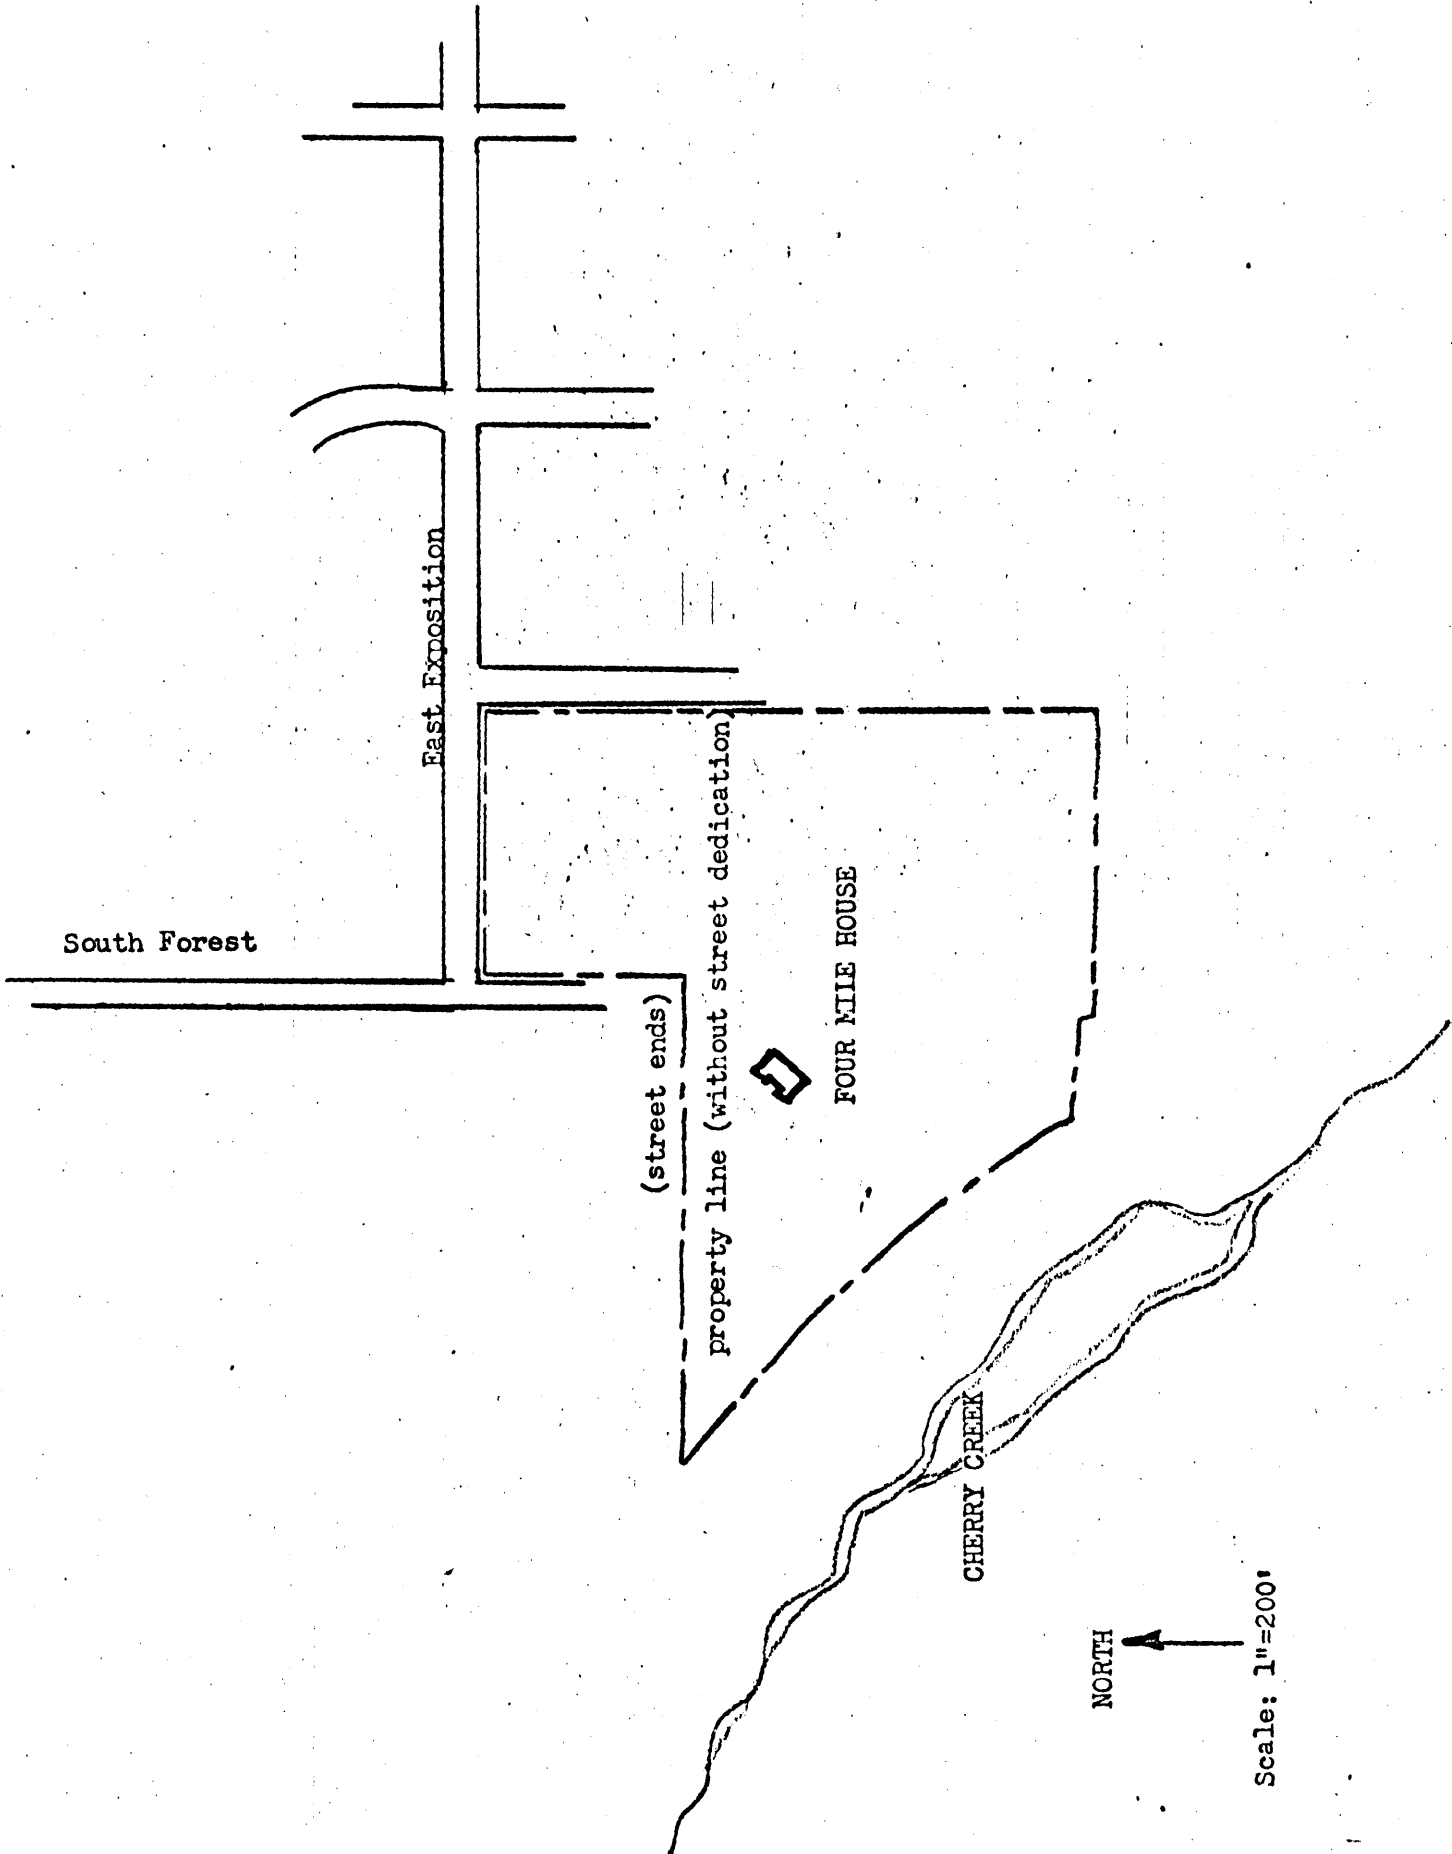 South Forest
East Exposition
(street ends)
property line (without street dedication)
FOUR MILE HOUSE
CHERRY CREEK
NORTH
Scale: 1"=200'